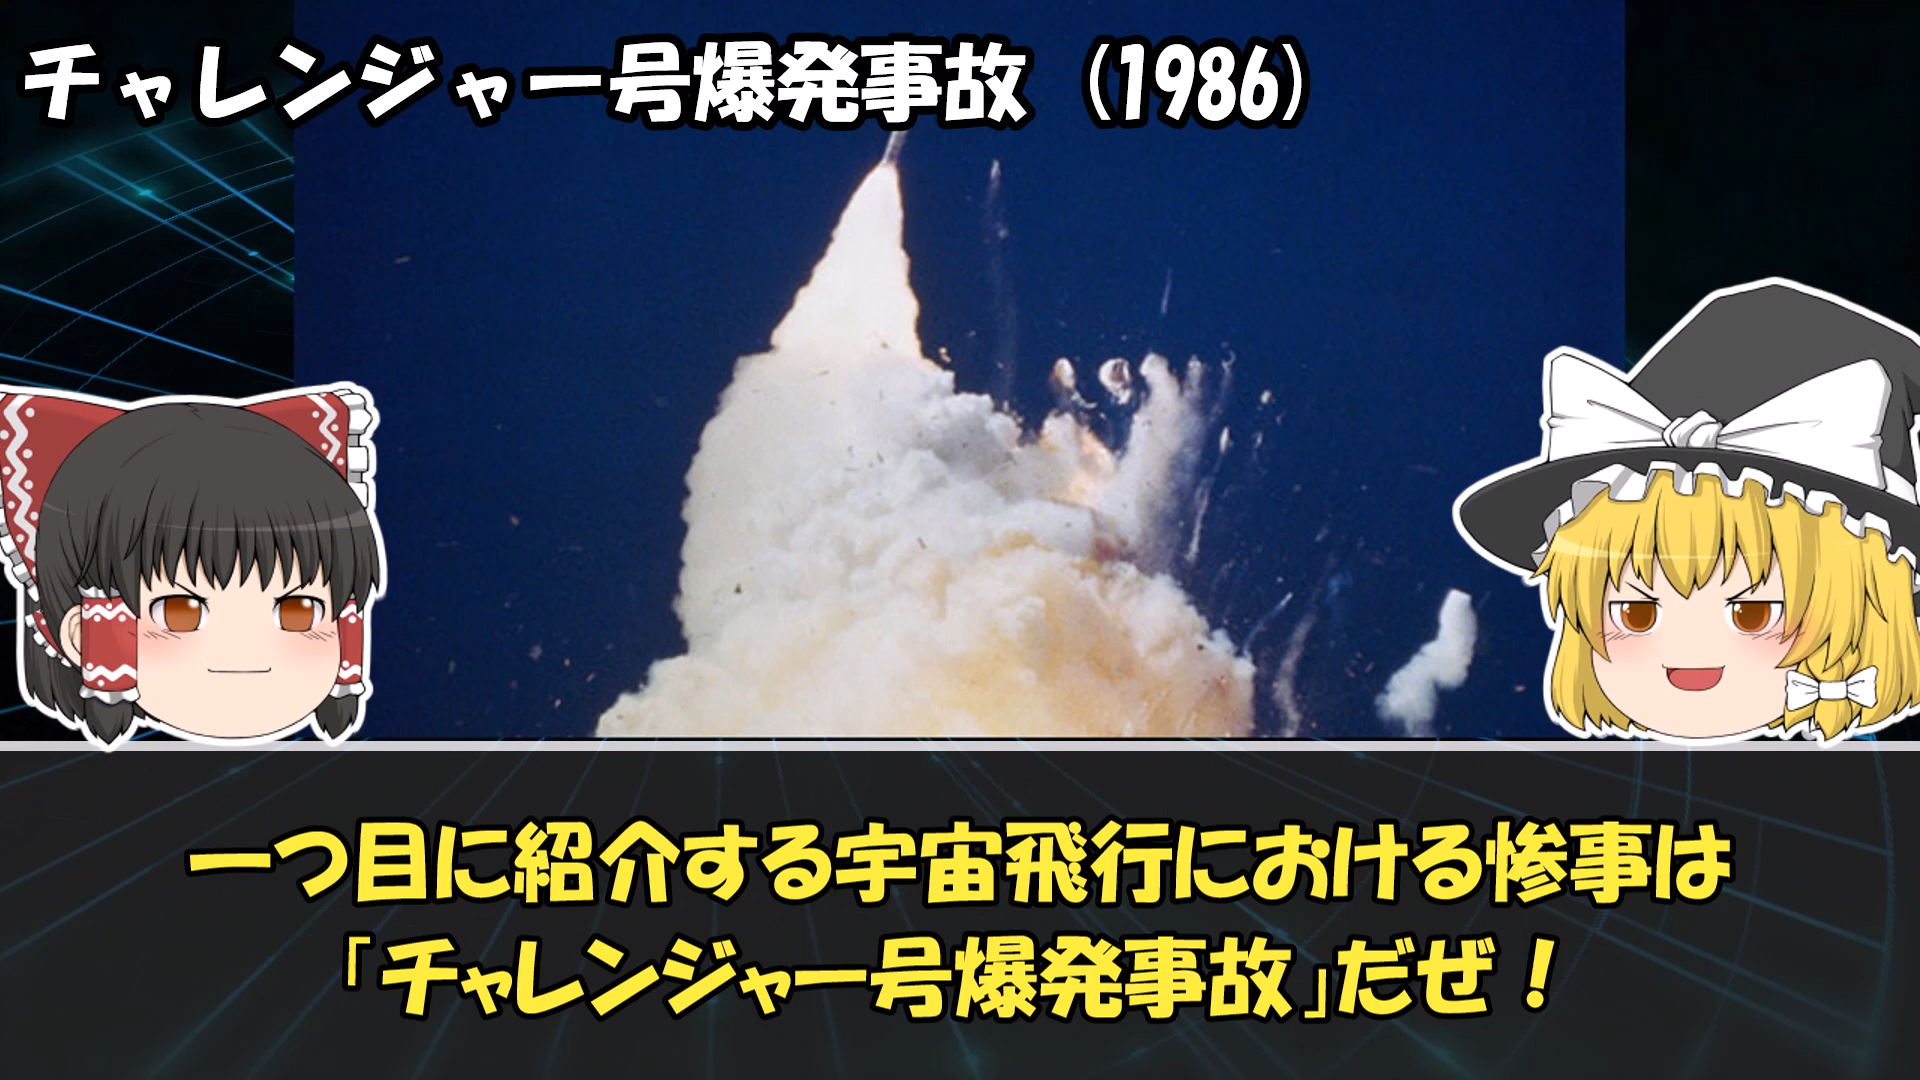 チャレンジャー号爆発事故（1986）
一つ目に紹介する宇宙飛行における惨事は
「チャレンジャー号爆発事故」だぜ！